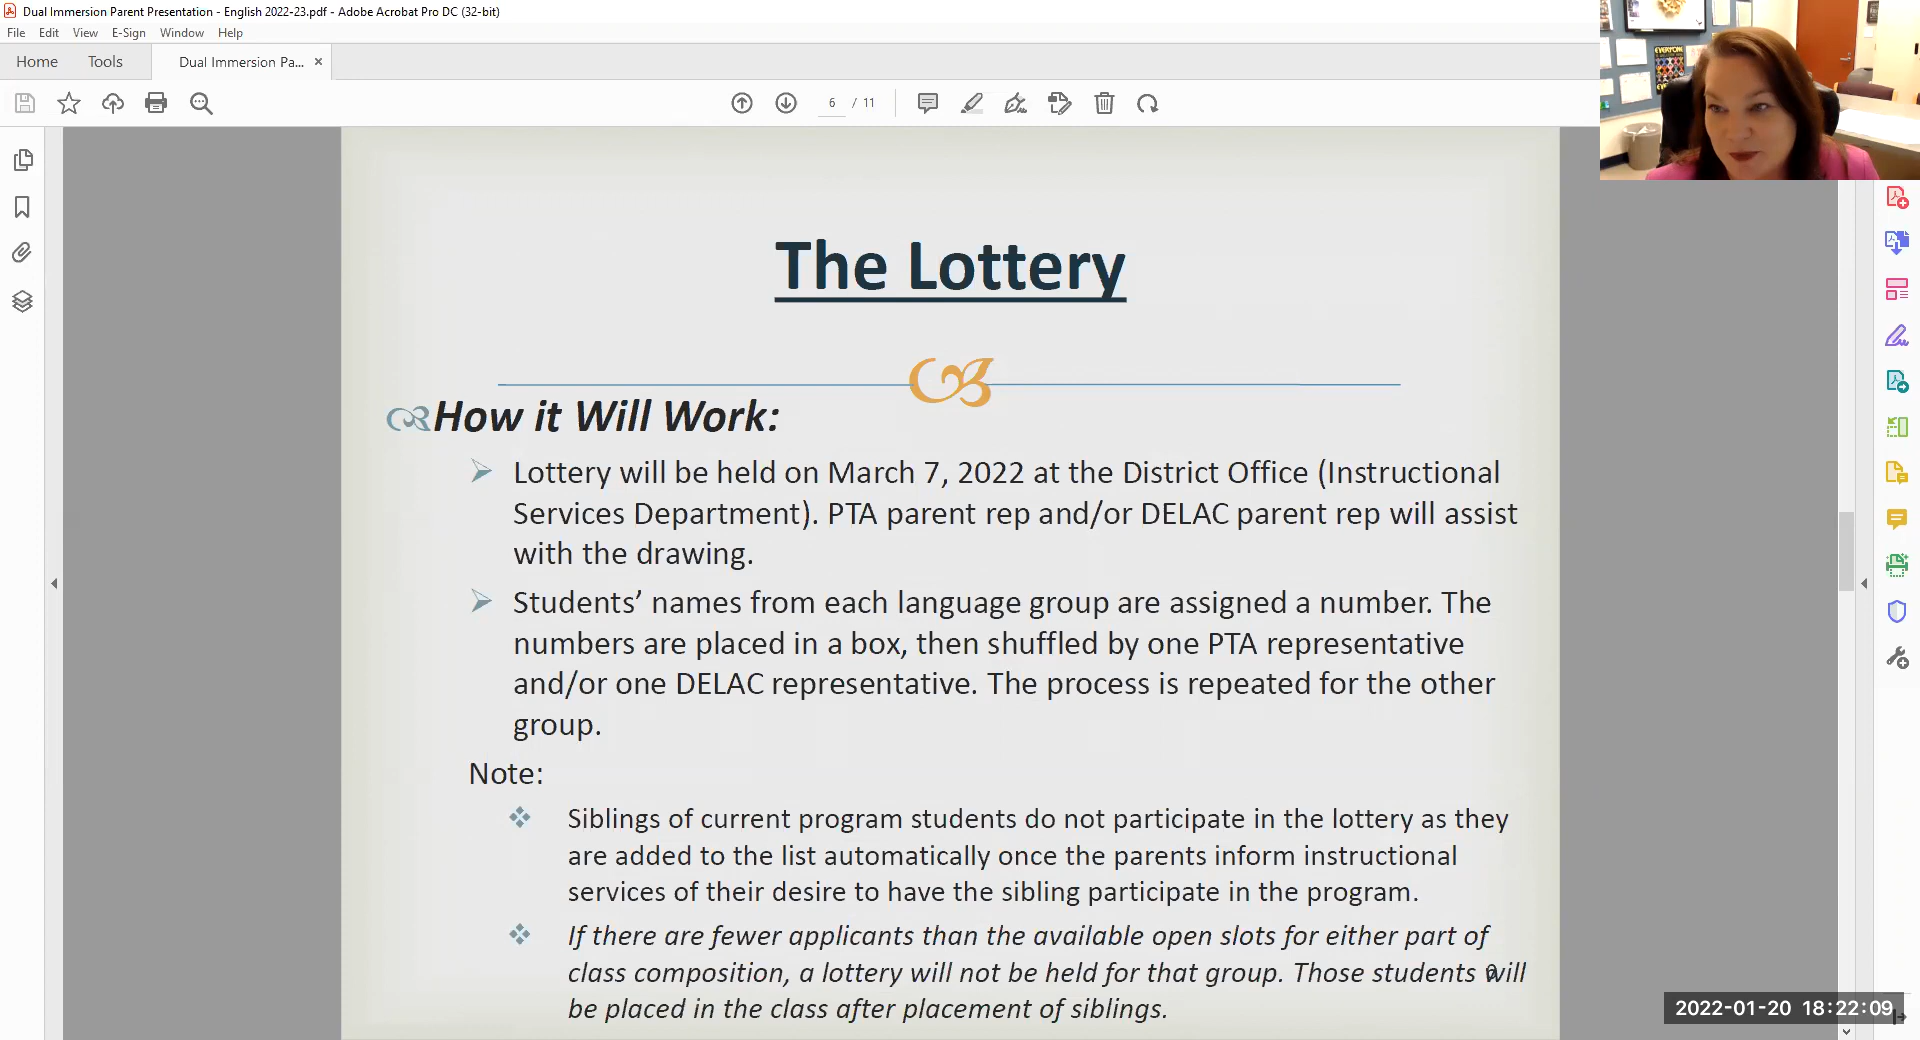 Dual Immersion Parent Presentation - English 2022-23.pdf - Adobe Acrobat Pro DC (32-bit)
File Edit View E-Sign Window Help
Home Tools Dual Immersion Pa... ×
6 / 11
EVERYONE
The Lottery
How it Will Work:
Lottery will be held on March 7, 2022 at the District Office (Instructional
Services Department). PTA parent rep and/or DELAC parent rep will assist
with the drawing.
Students’ names from each language group are assigned a number. The
numbers are placed in a box, then shuffled by one PTA representative
and/or one DELAC representative. The process is repeated for the other
group.
Note:
Siblings of current program students do not participate in the lottery as they
are added to the list automatically once the parents inform instructional
services of their desire to have the sibling participate in the program.
If there are fewer applicants than the available open slots for either part of
class composition, a lottery will not be held for that group. Those students will
be placed in the class after placement of siblings.
6
2022-01-20 18:22:09